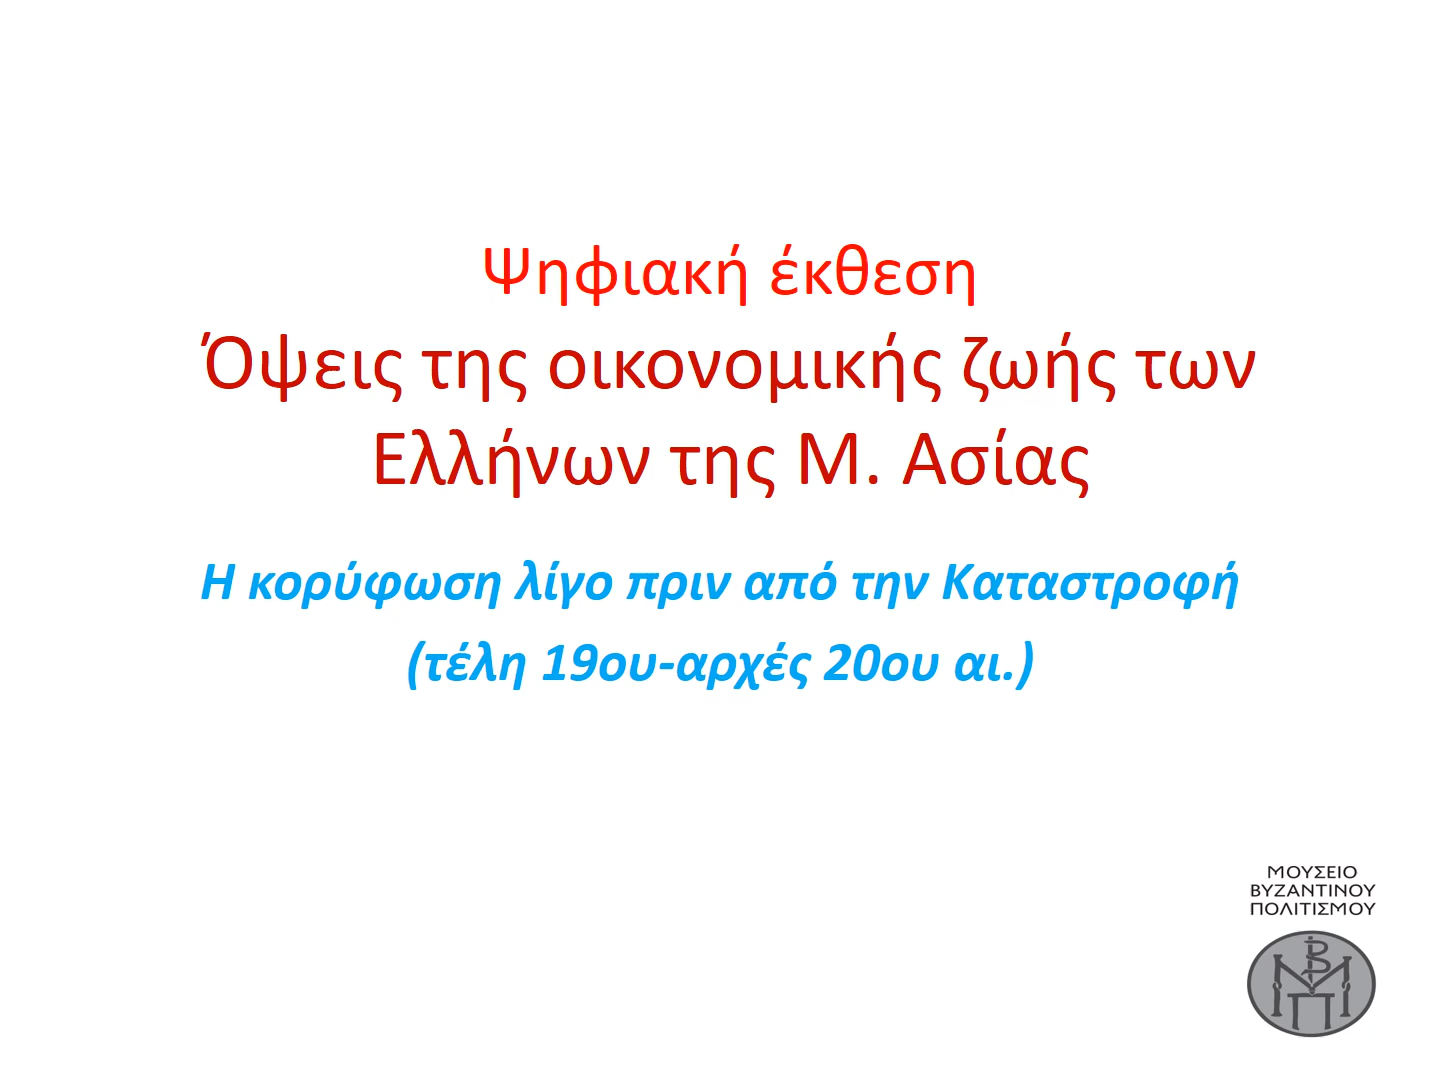 Ψηφιακή έκθεση
Όψεις της οικονομικής ζωής των
Ελλήνων της Μ. Ασίας
Η κορύφωση λίγο πριν από την Καταστροφή
(τέλη 19ου-αρχές 20ου αι.)
ΜΟΥΣΕΙΟ
ΒΥΖΑΝΤΙΝΟΥ
ΠΟΛΙΤΙΣΜΟΥ
ΒΜΠ